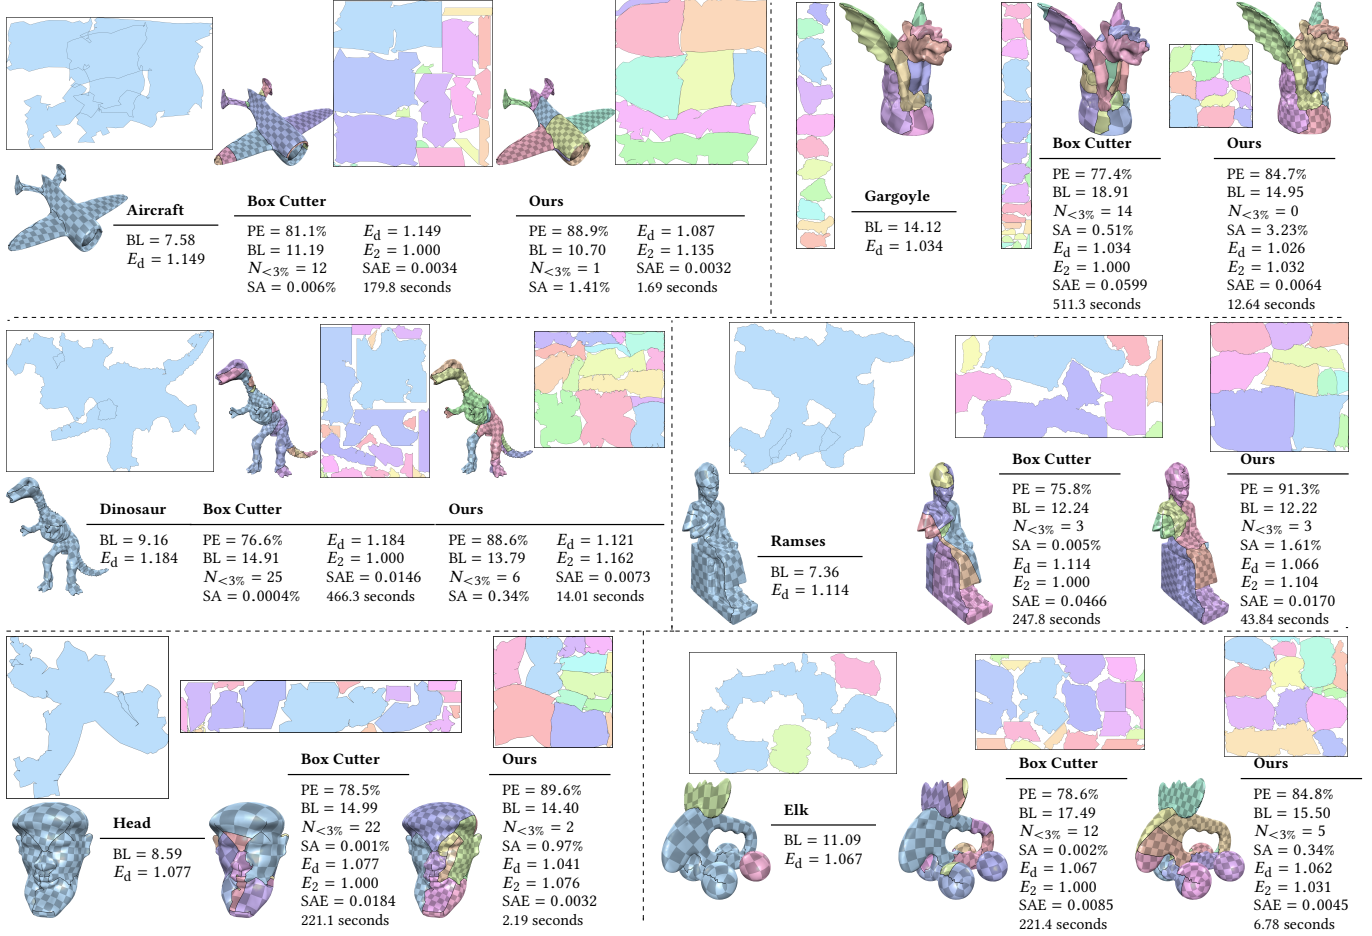 Aircraft
BL = 7.58
E_d = 1.149
Box Cutter
PE = 81.1%
BL = 11.19
N_<3% = 12
SA = 0.006%
E_d = 1.149
E_2 = 1.000
SAE = 0.0034
179.8 seconds
Ours
PE = 88.9%
BL = 10.70
N_<3% = 1
SA = 1.41%
E_d = 1.087
E_2 = 1.135
SAE = 0.0032
1.69 seconds
Gargoyle
BL = 14.12
E_d = 1.034
Box Cutter
PE = 77.4%
BL = 18.91
N_<3% = 14
SA = 0.51%
E_d = 1.034
E_2 = 1.000
SAE = 0.0599
511.3 seconds
Ours
PE = 84.7%
BL = 14.95
N_<3% = 0
SA = 3.23%
E_d = 1.026
E_2 = 1.032
SAE = 0.0064
12.64 seconds
Dinosaur
BL = 9.16
E_d = 1.184
Box Cutter
PE = 76.6%
BL = 14.91
N_<3% = 25
SA = 0.0004%
E_d = 1.184
E_2 = 1.000
SAE = 0.0146
466.3 seconds
Ours
PE = 88.6%
BL = 13.79
N_<3% = 6
SA = 0.34%
E_d = 1.121
E_2 = 1.162
SAE = 0.0073
14.01 seconds
Ramses
BL = 7.36
E_d = 1.114
Box Cutter
PE = 75.8%
BL = 12.24
N_<3% = 3
SA = 0.005%
E_d = 1.114
E_2 = 1.000
SAE = 0.0466
247.8 seconds
Ours
PE = 91.3%
BL = 12.22
N_<3% = 3
SA = 1.61%
E_d = 1.066
E_2 = 1.104
SAE = 0.0170
43.84 seconds
Head
BL = 8.59
E_d = 1.077
Box Cutter
PE = 78.5%
BL = 14.99
N_<3% = 22
SA = 0.001%
E_d = 1.077
E_2 = 1.000
SAE = 0.0184
221.1 seconds
Ours
PE = 89.6%
BL = 14.40
N_<3% = 2
SA = 0.97%
E_d = 1.041
E_2 = 1.076
SAE = 0.0032
2.19 seconds
Elk
BL = 11.09
E_d = 1.067
Box Cutter
PE = 78.6%
BL = 17.49
N_<3% = 12
SA = 0.002%
E_d = 1.067
E_2 = 1.000
SAE = 0.0085
221.4 seconds
Ours
PE = 84.8%
BL = 15.50
N_<3% = 5
SA = 0.34%
E_d = 1.062
E_2 = 1.031
SAE = 0.0045
6.78 seconds